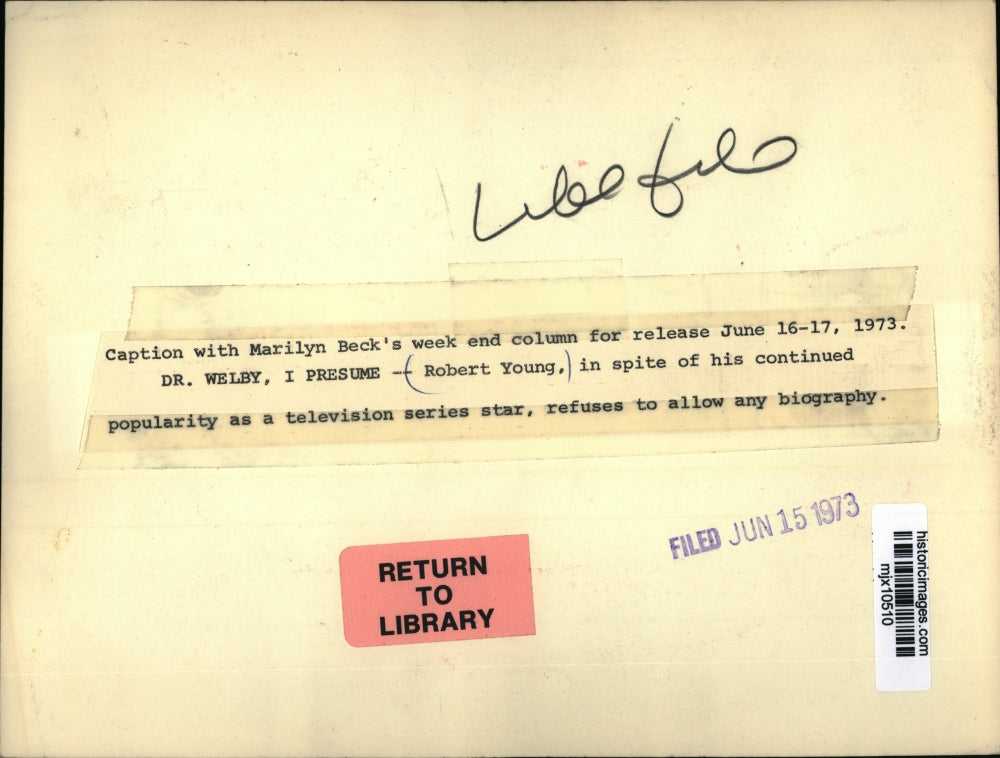 Caption with Marilyn Beck's week end column for release June 16-17, 1973.
DR. WELBY, I PRESUME -- (Robert Young,) in spite of his continued
popularity as a television series star, refuses to allow any biography.
FILED JUN 15 1973
RETURN
TO
LIBRARY
historicimages.com
mjx10510